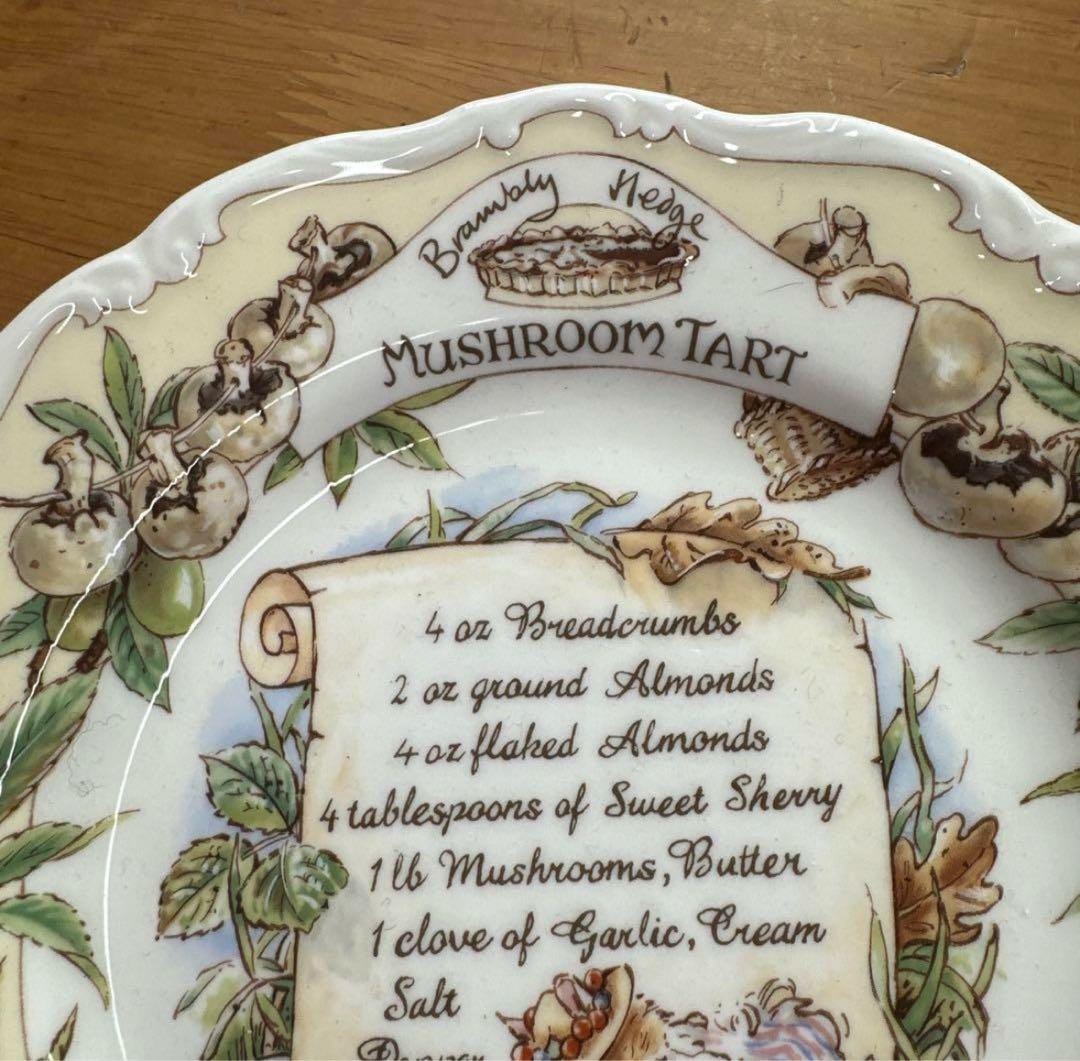 Brambly Hedge
MUSHROOM TART
4 oz Breadcrumbs
2 oz ground Almonds
4 oz flaked Almonds
4 tablespoons of Sweet Sherry
1 lb Mushrooms, Butter
1 clove of Garlic, Cream
Salt
Pepper